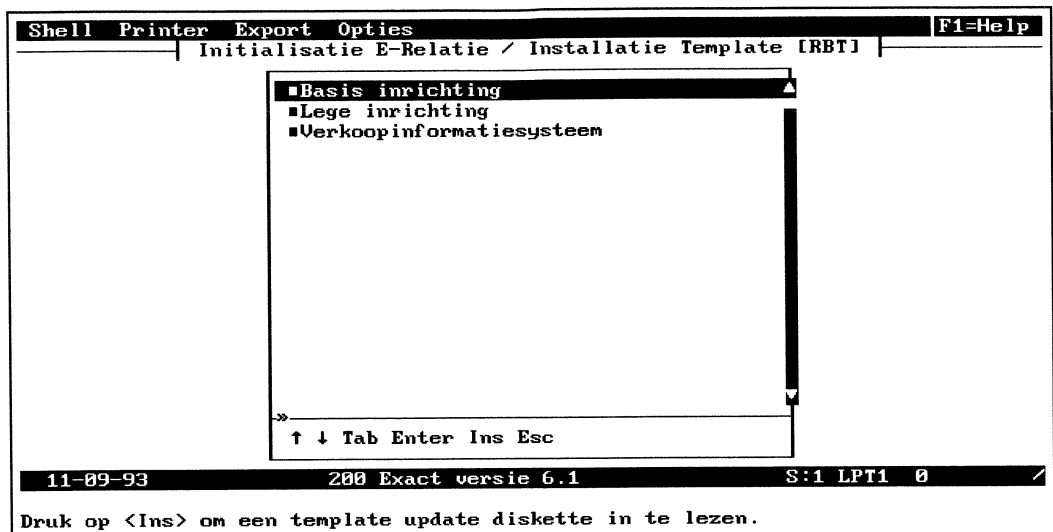 Shell Printer Export Opties F1=Help
Initialisatie E-Relatie / Installatie Template [RBT]
■Basis inrichting
■Lege inrichting
■Verkoopinformatiesysteem
»
↑ ↓ Tab Enter Ins Esc
11-09-93 200 Exact versie 6.1 S:1 LPT1 0 /
Druk op <Ins> om een template update diskette in te lezen.